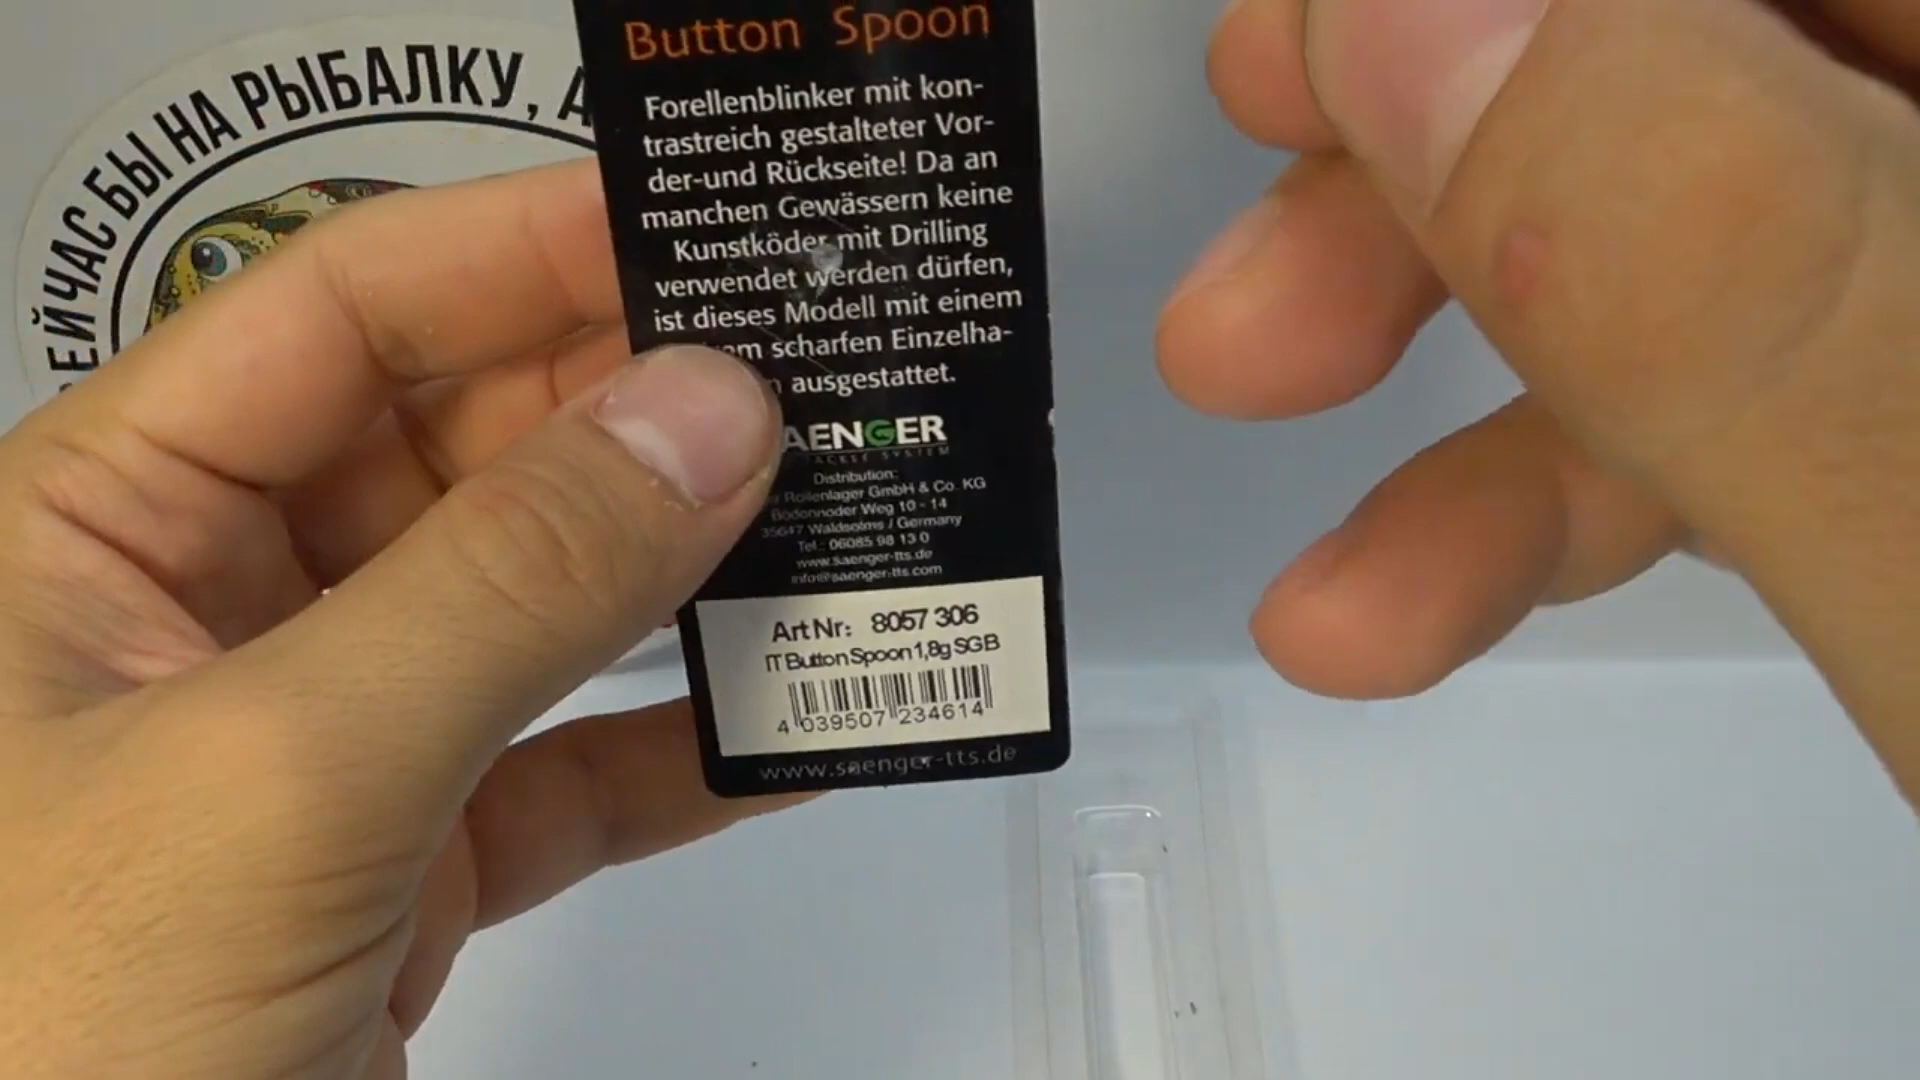 ЕЙЧАС БЫ НА РЫБАЛКУ, А
Button Spoon
Forellenblinker mit kon-
trastreich gestalteter Vor-
der-und Rückseite! Da an
manchen Gewässern keine
Kunstköder mit Drilling
verwendet werden dürfen,
ist dieses Modell mit einem
scharfen Einzelha-
ausgestattet.
AENGER
TACKLE SYSTEM
Distribution:
Rollenlager GmbH & Co. KG
Weg 10 - 14
35647 Waldsolms / Germany
Tel.: 06085 98 13 0
www.saenger-tts.de
info@saenger-tts.com
Art Nr: 8057 306
IT Button Spoon 1,8g SGB
4 039507 234614
www.saenger-tts.de